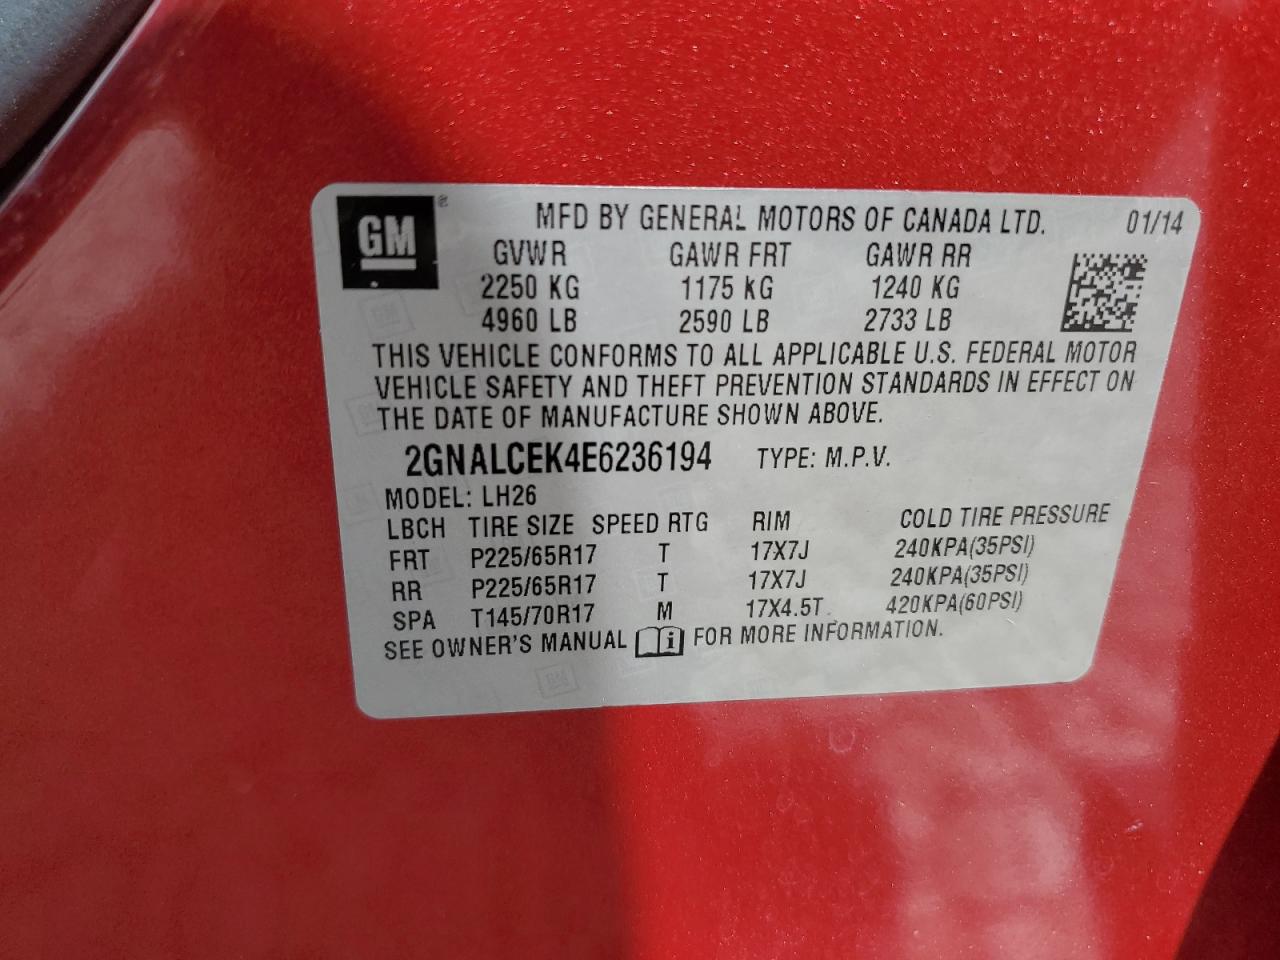 GM ®
MFD BY GENERAL MOTORS OF CANADA LTD. 01/14
GVWR GAWR FRT GAWR RR
2250 KG 1175 KG 1240 KG
4960 LB 2590 LB 2733 LB
THIS VEHICLE CONFORMS TO ALL APPLICABLE U.S. FEDERAL MOTOR
VEHICLE SAFETY AND THEFT PREVENTION STANDARDS IN EFFECT ON
THE DATE OF MANUFACTURE SHOWN ABOVE.
2GNALCEK4E6236194 TYPE: M.P.V.
MODEL: LH26
LBCH TIRE SIZE SPEED RTG RIM COLD TIRE PRESSURE
FRT P225/65R17 T 17X7J 240KPA(35PSI)
RR P225/65R17 T 17X7J 240KPA(35PSI)
SPA T145/70R17 M 17X4.5T 420KPA(60PSI)
SEE OWNER'S MANUAL i FOR MORE INFORMATION.